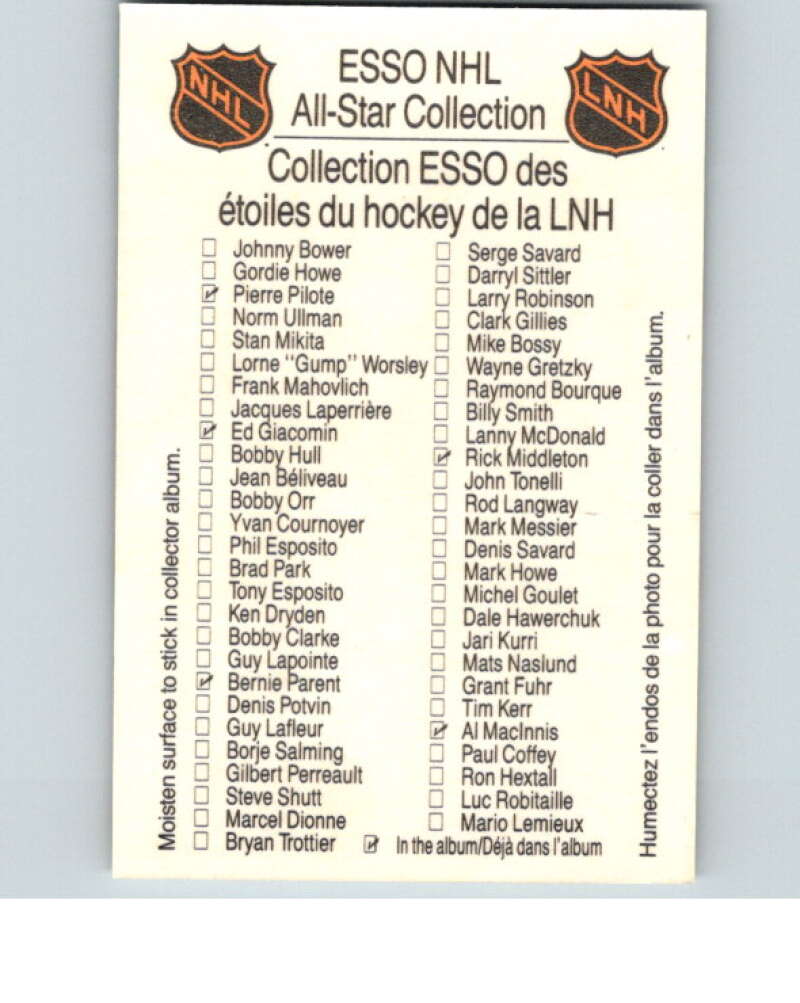 NHL
ESSO NHL
All-Star Collection
LNH
Collection ESSO des
étoiles du hockey de la LNH
Johnny Bower
Gordie Howe
Pierre Pilote
Norm Ullman
Stan Mikita
Lorne "Gump" Worsley
Frank Mahovlich
Jacques Laperrière
Ed Giacomin
Bobby Hull
Jean Béliveau
Bobby Orr
Yvan Cournoyer
Phil Esposito
Brad Park
Tony Esposito
Ken Dryden
Bobby Clarke
Guy Lapointe
Bernie Parent
Denis Potvin
Guy Lafleur
Borje Salming
Gilbert Perreault
Steve Shutt
Marcel Dionne
Bryan Trottier
Serge Savard
Darryl Sittler
Larry Robinson
Clark Gillies
Mike Bossy
Wayne Gretzky
Raymond Bourque
Billy Smith
Lanny McDonald
Rick Middleton
John Tonelli
Rod Langway
Mark Messier
Denis Savard
Mark Howe
Michel Goulet
Dale Hawerchuk
Jari Kurri
Mats Naslund
Grant Fuhr
Tim Kerr
Al MacInnis
Paul Coffey
Ron Hextall
Luc Robitaille
Mario Lemieux
In the album/Déjà dans l'album
Moisten surface to stick in collector album.
Humectez l'endos de la photo pour la coller dans l'album.